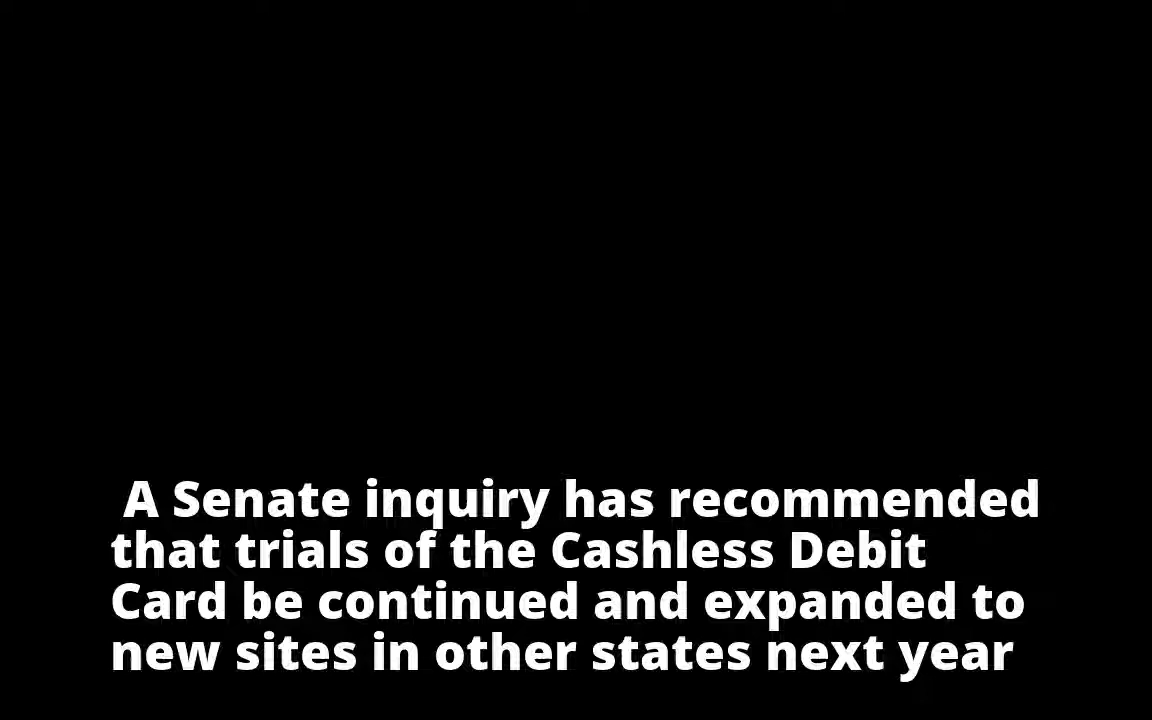 A Senate inquiry has recommended
that trials of the Cashless Debit
Card be continued and expanded to
new sites in other states next year